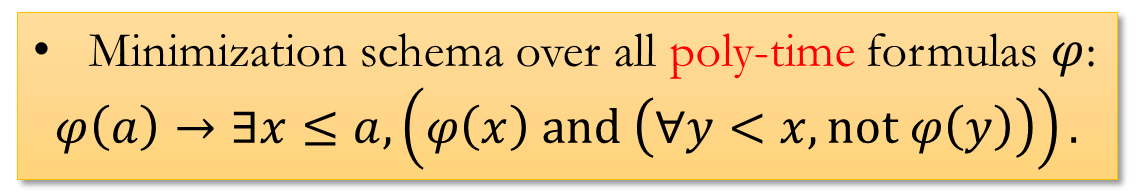 • Minimization schema over all poly-time formulas 𝜑:
𝜑(𝑎) → ∃𝑥 ≤ 𝑎, (𝜑(𝑥) and (∀𝑦 < 𝑥, not 𝜑(𝑦))).